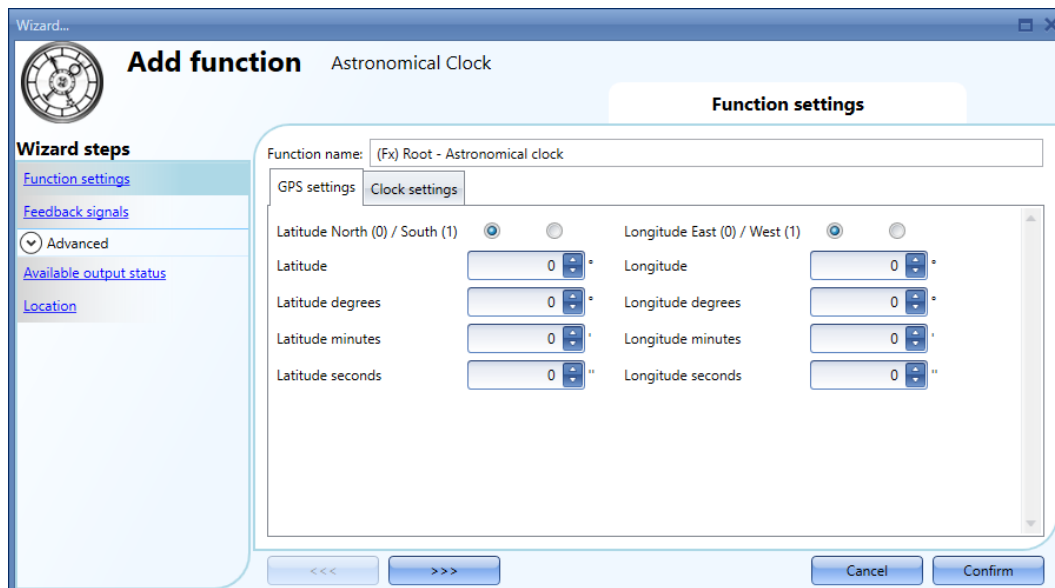 Wizard...
Add function Astronomical Clock
Function settings
Wizard steps
Function settings
Feedback signals
Advanced
Available output status
Location
Function name: (Fx) Root - Astronomical clock
GPS settings Clock settings
Latitude North (0) / South (1) Longitude East (0) / West (1)
Latitude 0 ° Longitude 0 °
Latitude degrees 0 ° Longitude degrees 0 °
Latitude minutes 0 ' Longitude minutes 0 '
Latitude seconds 0 " Longitude seconds 0 "
<<< >>> Cancel Confirm